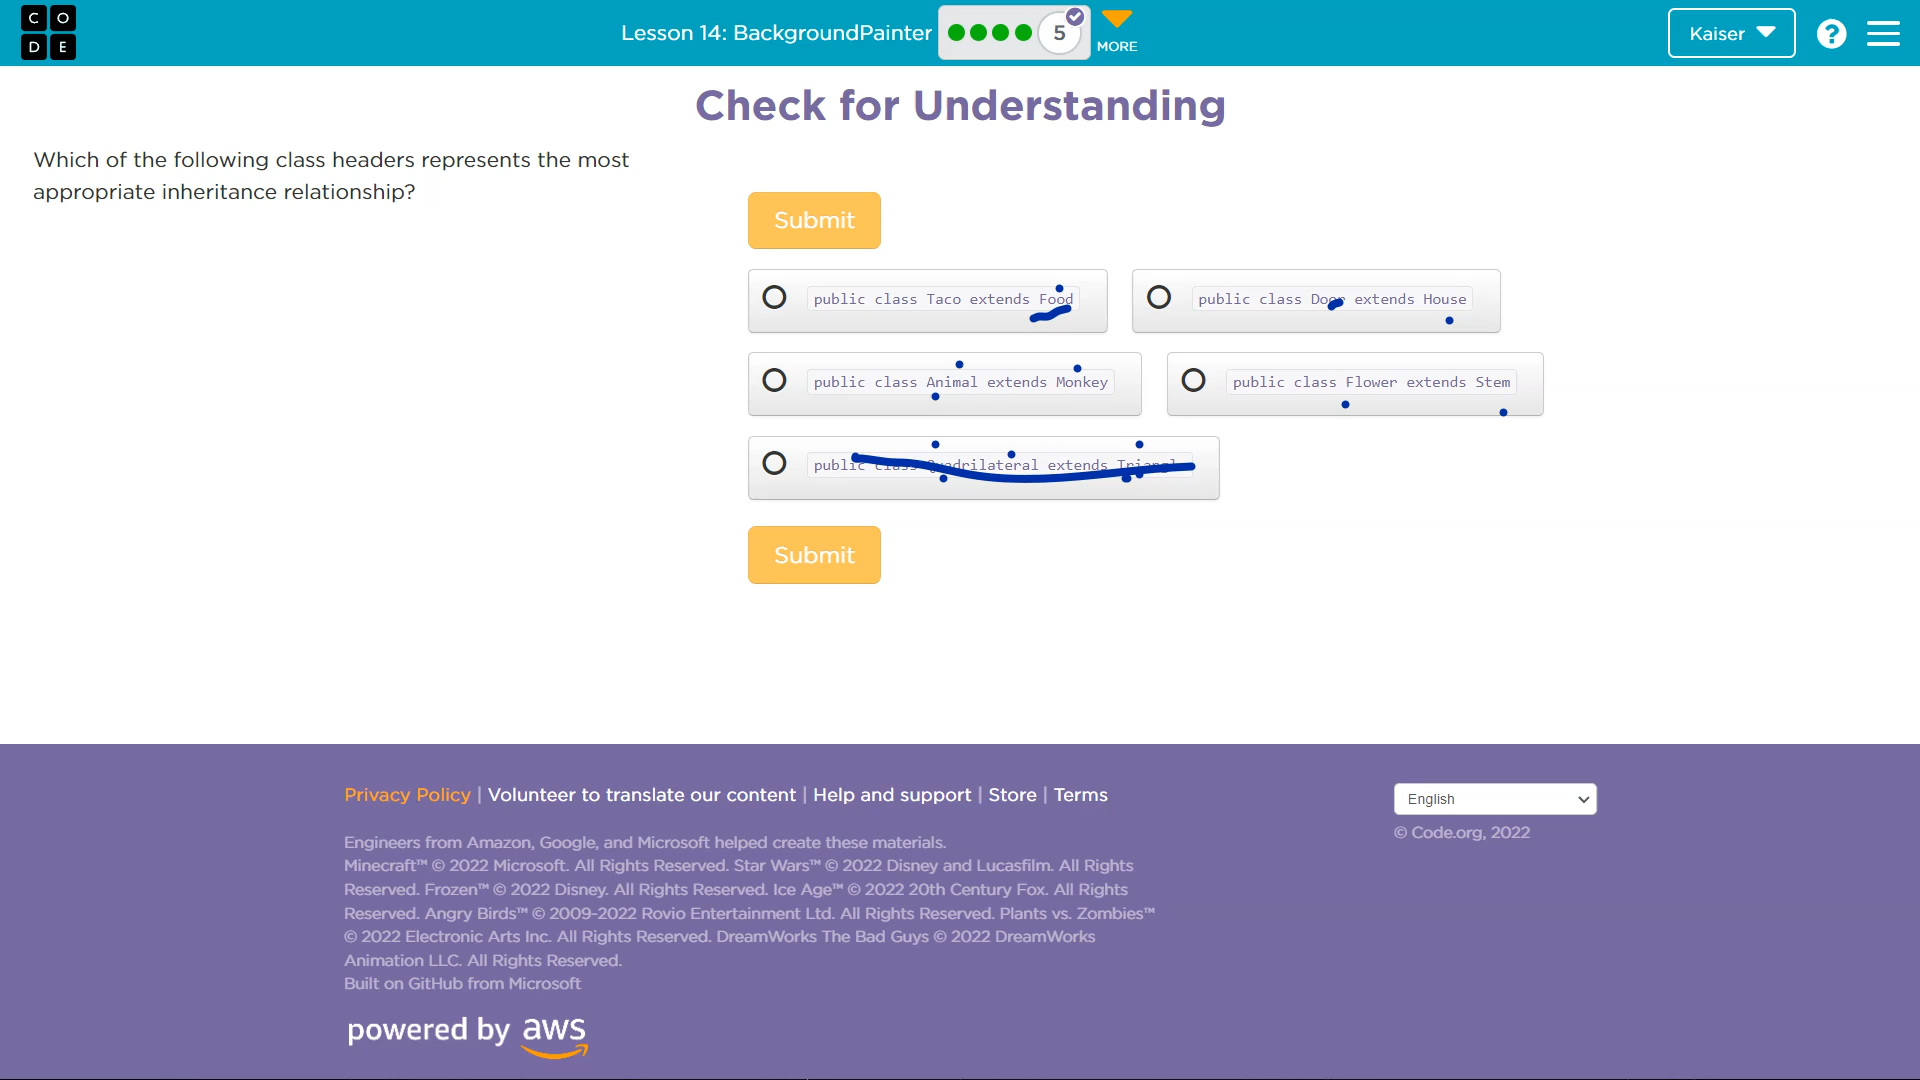 CODE
Lesson 14: BackgroundPainter
5
MORE
Kaiser
?
Check for Understanding
Which of the following class headers represents the most
appropriate inheritance relationship?
Submit
public class Taco extends Food
public class Door extends House
public class Animal extends Monkey
public class Flower extends Stem
public class Quadrilateral extends Triangle
Submit
Privacy Policy | Volunteer to translate our content | Help and support | Store | Terms
English
© Code.org, 2022
Engineers from Amazon, Google, and Microsoft helped create these materials.
Minecraft™ © 2022 Microsoft. All Rights Reserved. Star Wars™ © 2022 Disney and Lucasfilm. All Rights
Reserved. Frozen™ © 2022 Disney. All Rights Reserved. Ice Age™ © 2022 20th Century Fox. All Rights
Reserved. Angry Birds™ © 2009-2022 Rovio Entertainment Ltd. All Rights Reserved. Plants vs. Zombies™
© 2022 Electronic Arts Inc. All Rights Reserved. DreamWorks The Bad Guys © 2022 DreamWorks
Animation LLC. All Rights Reserved.
Built on GitHub from Microsoft
powered by aws